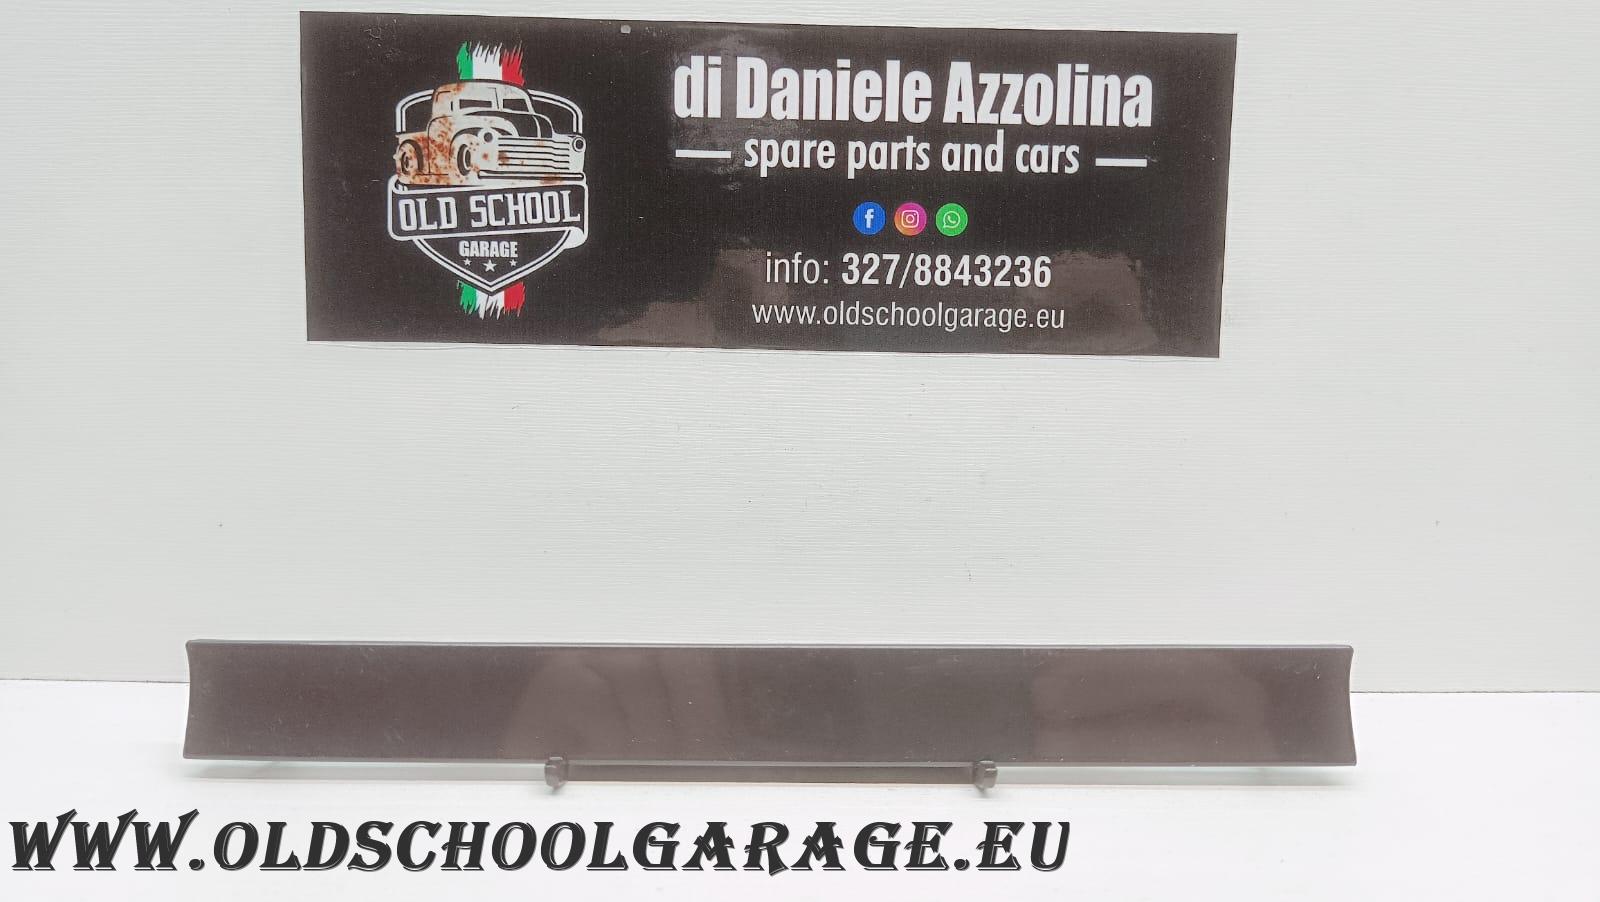 OLD SCHOOL
GARAGE
di Daniele Azzolina
spare parts and cars
info: 327/8843236
www.oldschoolgarage.eu
WWW.OLDSCHOOLGARAGE.EU